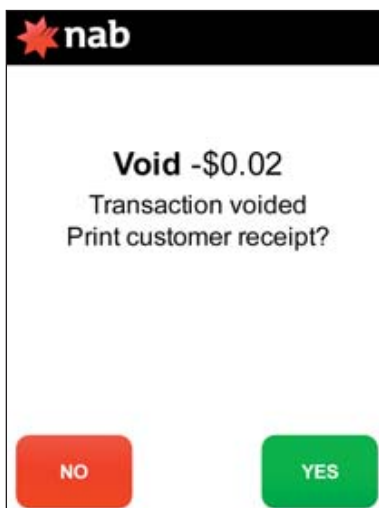 nab
Void -$0.02
Transaction voided
Print customer receipt?
NO YES